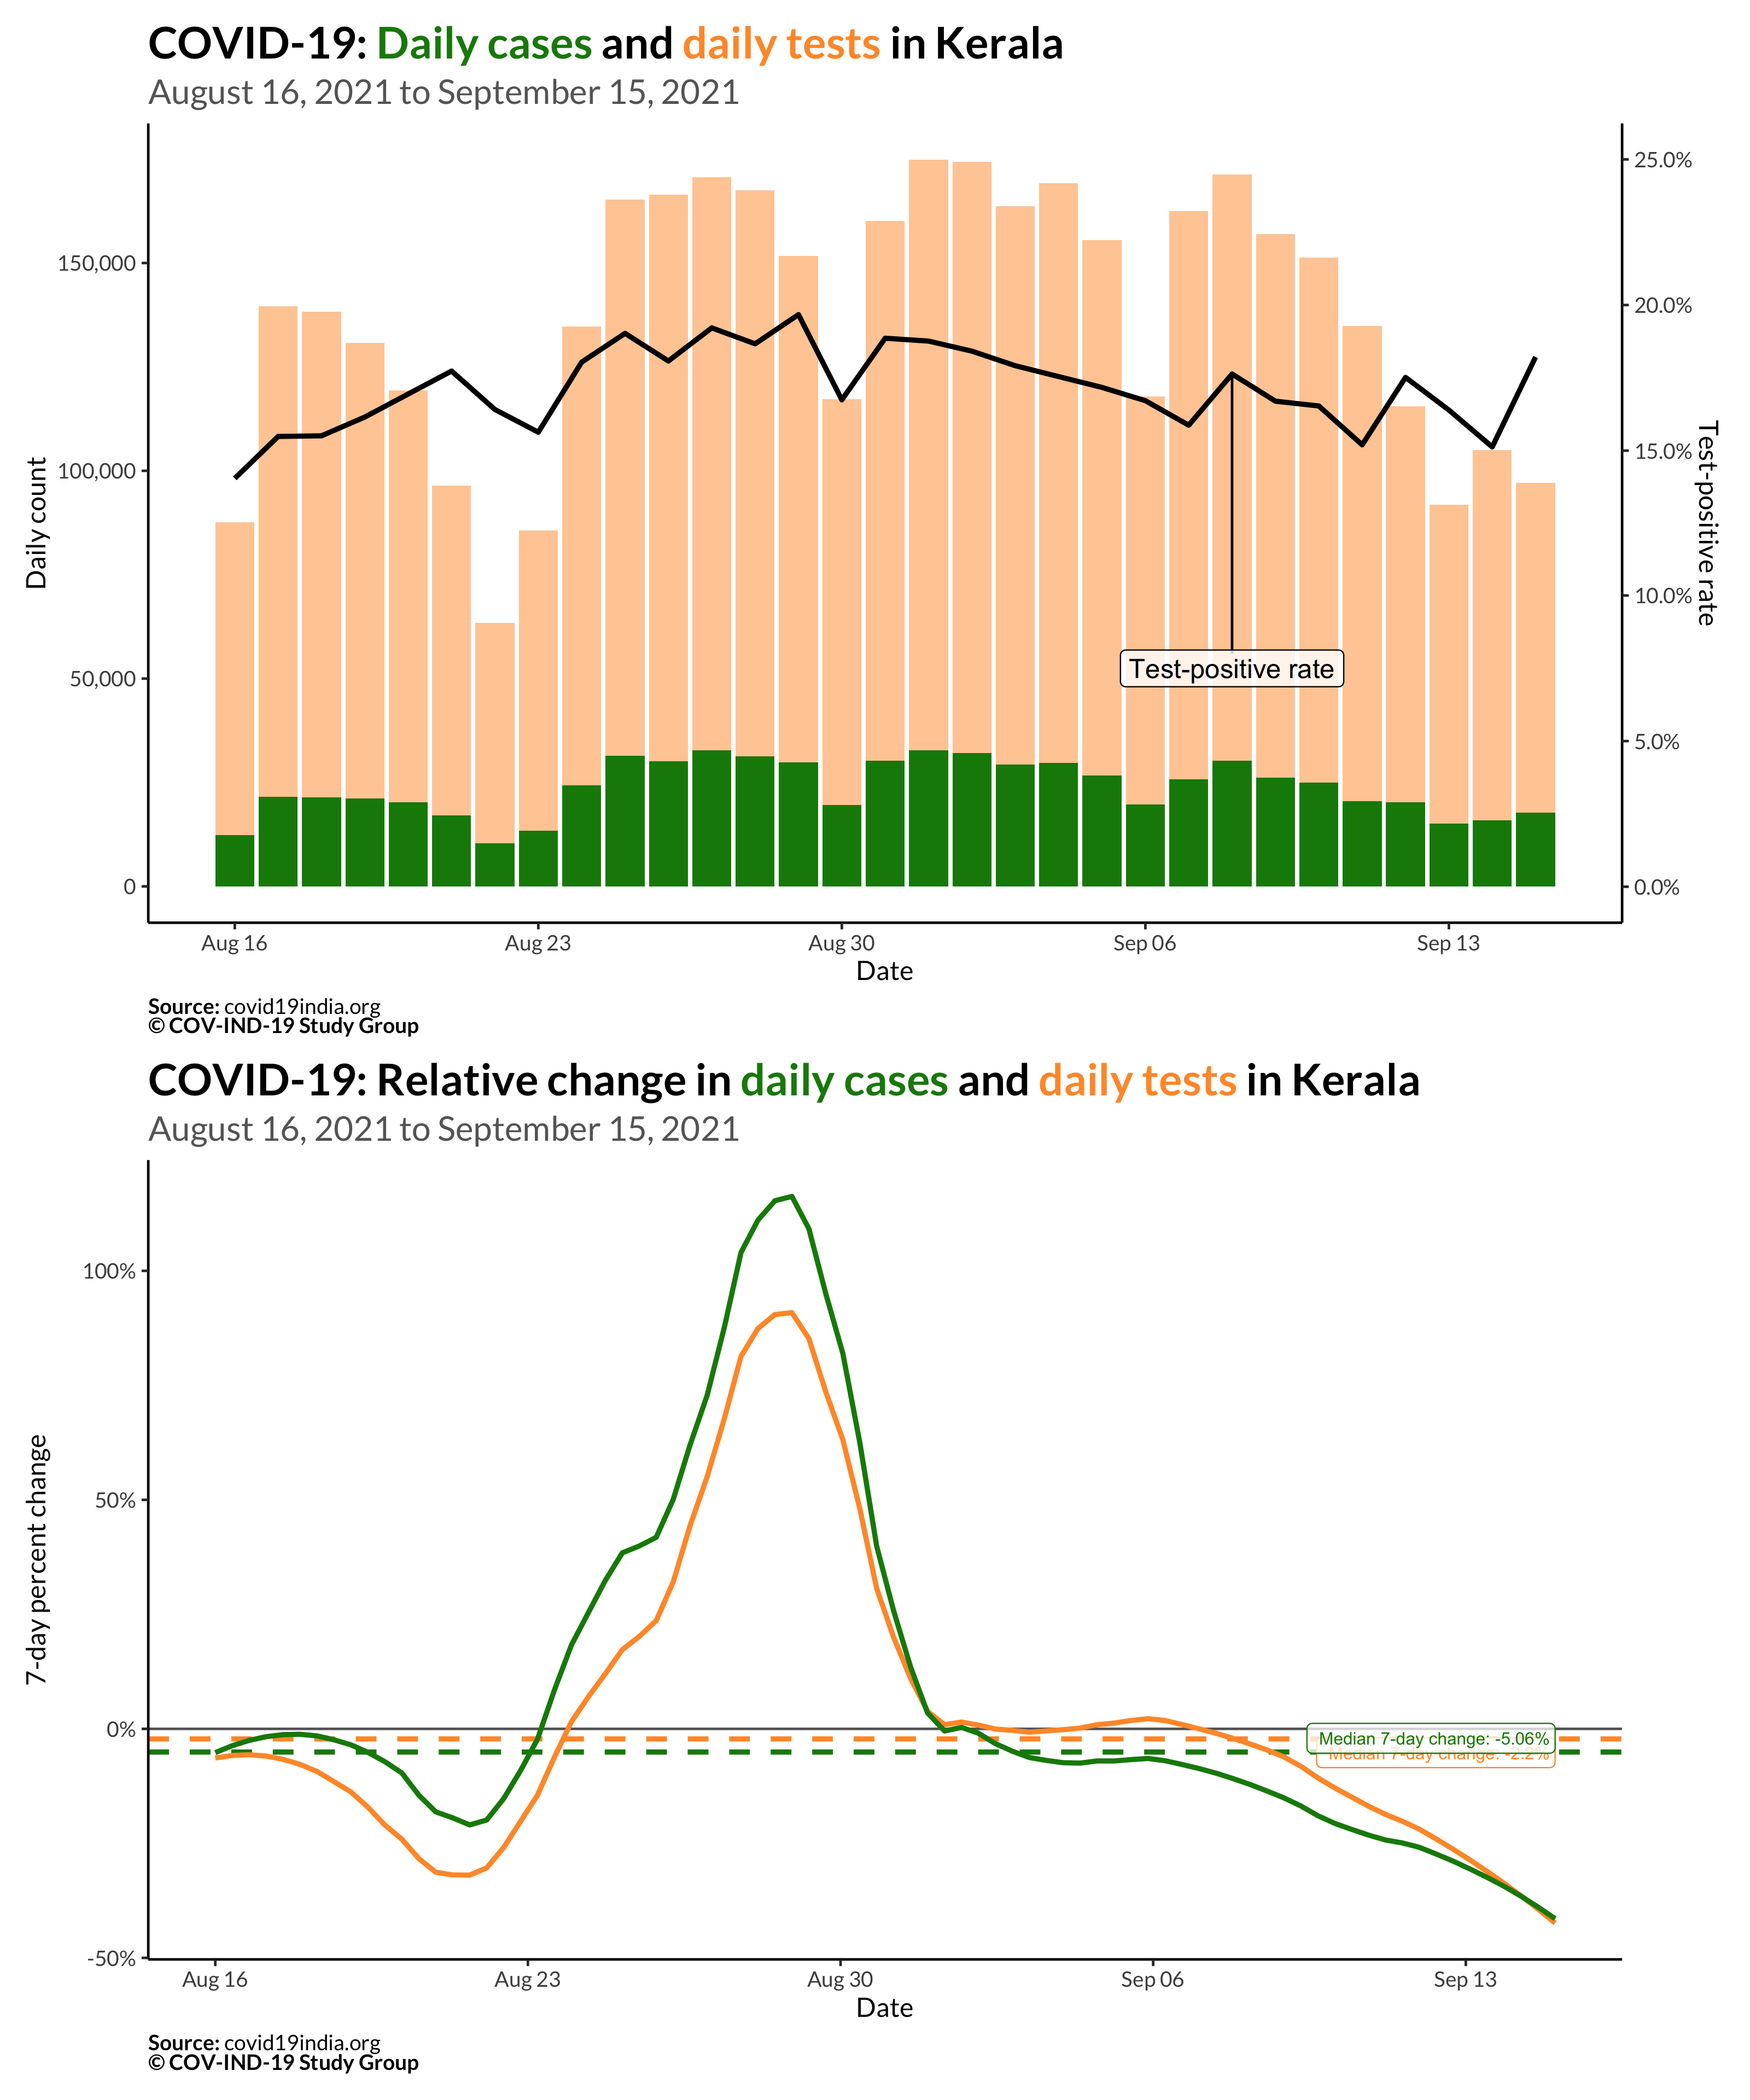 COVID-19: Daily cases and daily tests in Kerala
August 16, 2021 to September 15, 2021
Daily count
150,000
100,000
50,000
0
25.0%
20.0%
15.0%
10.0%
5.0%
0.0%
Test-positive rate
Test-positive rate
Aug 16
Aug 23
Aug 30
Sep 06
Sep 13
Date
Source: covid19india.org
© COV-IND-19 Study Group
COVID-19: Relative change in daily cases and daily tests in Kerala
August 16, 2021 to September 15, 2021
7-day percent change
100%
50%
0%
-50%
Median 7-day change: -5.06%
Median 7-day change: -2.2%
Aug 16
Aug 23
Aug 30
Sep 06
Sep 13
Date
Source: covid19india.org
© COV-IND-19 Study Group